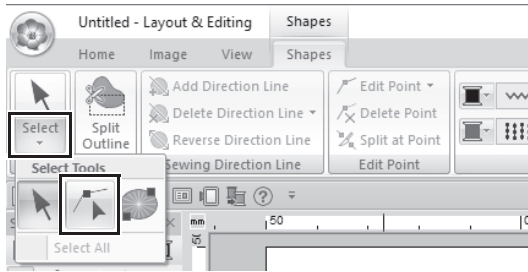 Untitled - Layout & Editing Shapes
Home Image View Shapes
Select
Split
Outline
Add Direction Line
Delete Direction Line
Reverse Direction Line
Sewing Direction Line
Edit Point
Delete Point
Split at Point
Edit Point
Select Tools
Select All
mm
50